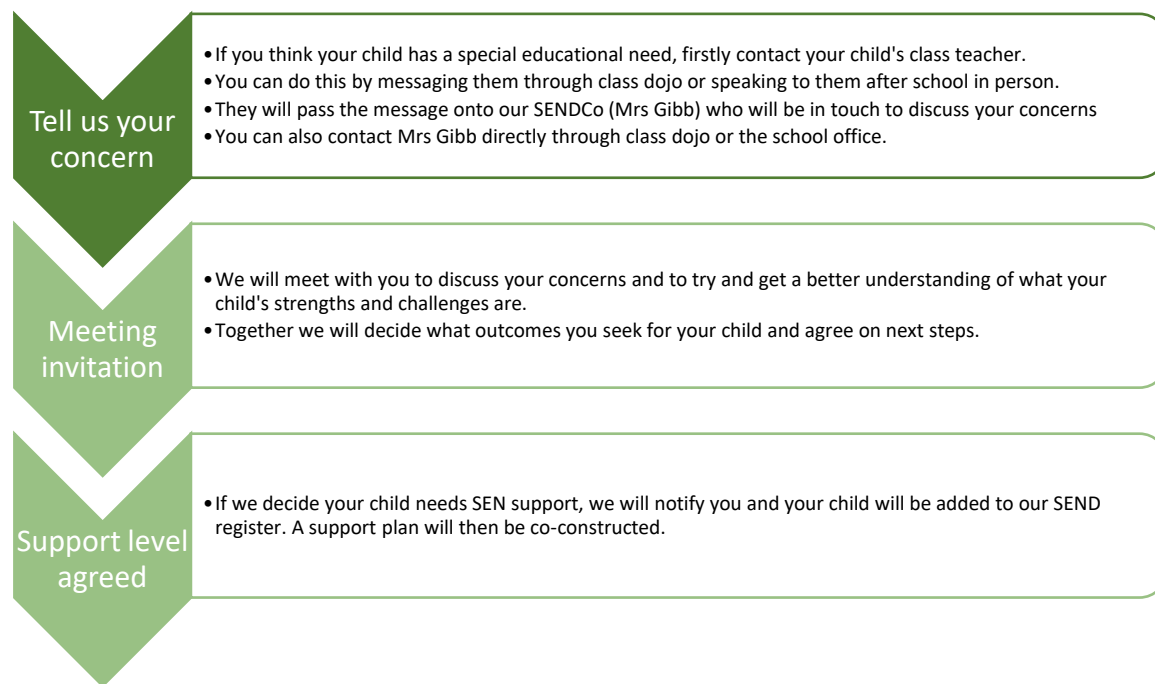 Tell us your
concern
•If you think your child has a special educational need, firstly contact your child's class teacher.
•You can do this by messaging them through class dojo or speaking to them after school in person.
•They will pass the message onto our SENDCo (Mrs Gibb) who will be in touch to discuss your concerns
•You can also contact Mrs Gibb directly through class dojo or the school office.
Meeting
invitation
•We will meet with you to discuss your concerns and to try and get a better understanding of what your
child's strengths and challenges are.
•Together we will decide what outcomes you seek for your child and agree on next steps.
Support level
agreed
•If we decide your child needs SEN support, we will notify you and your child will be added to our SEND
register. A support plan will then be co-constructed.